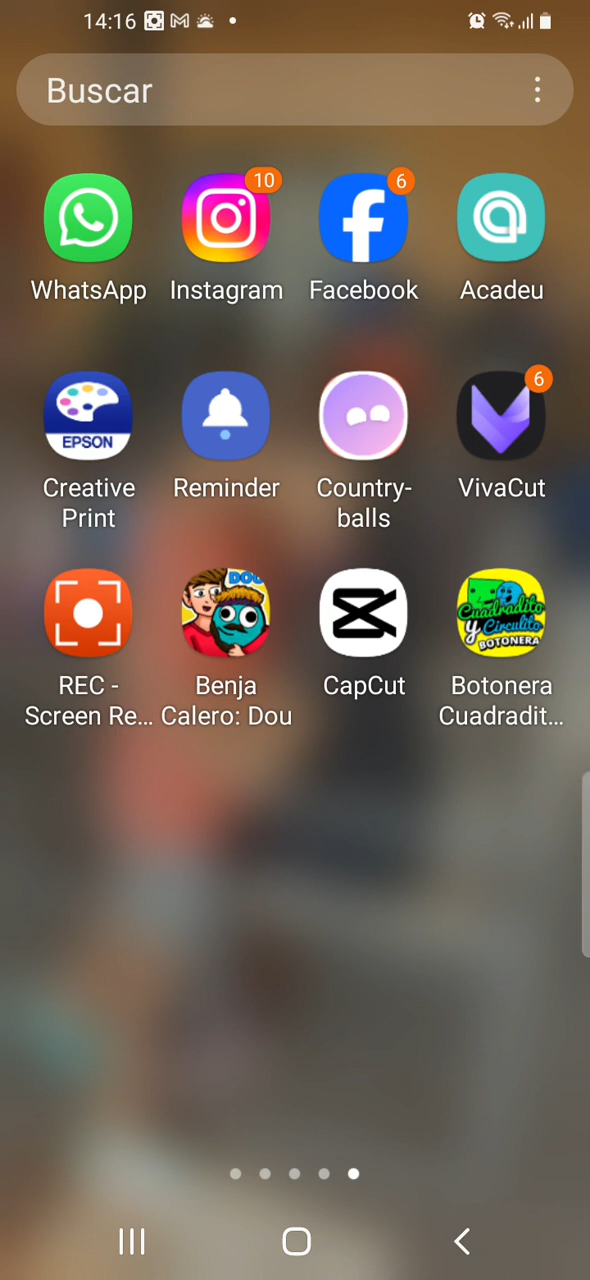 14:16
Buscar
10
6
WhatsApp
Instagram
Facebook
Acadeu
EPSON
6
Creative
Print
Reminder
Country-
balls
VivaCut
DOU
Cuadradito
y Circulito
BOTONERA
REC -
Screen Re...
Benja
Calero: Dou
CapCut
Botonera
Cuadradit...